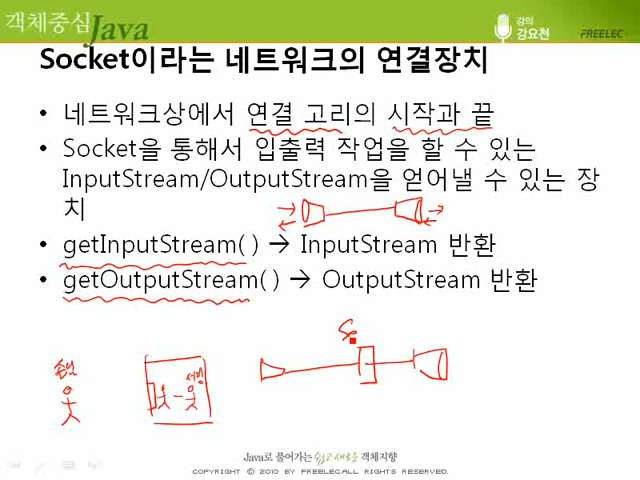 객체중심 Java
강의
강요천
FREELEC
Socket이라는 네트워크의 연결장치
• 네트워크상에서 연결 고리의 시작과 끝
• Socket을 통해서 입출력 작업을 할 수 있는
InputStream/OutputStream을 얻어낼 수 있는 장
치
• getInputStream( ) → InputStream 반환
• getOutputStream( ) → OutputStream 반환
손님
서빙
Java로 풀어가는 쉽고 새로운 객체지향
COPYRIGHT © 2010 BY FREELECALL RIGHTS RESERVED.